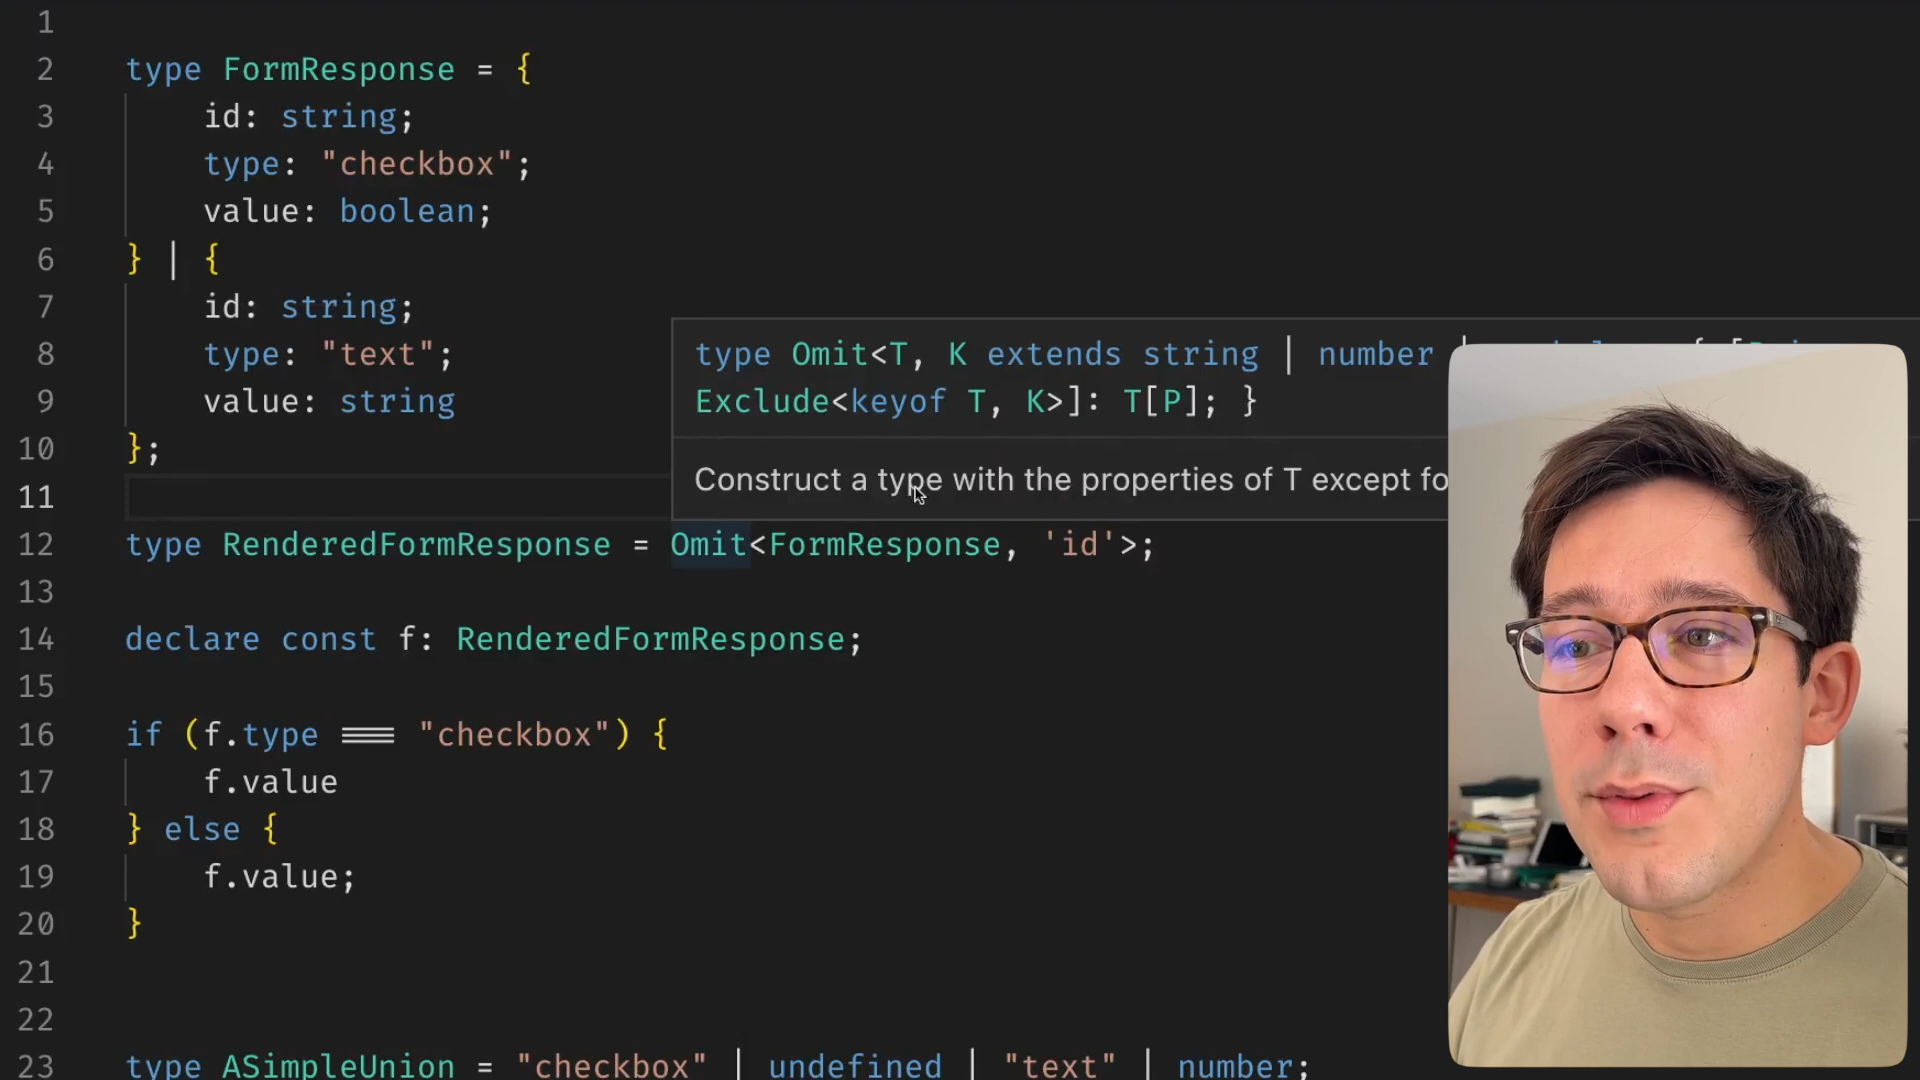 1
2 type FormResponse = {
3 id: string;
4 type: "checkbox";
5 value: boolean;
6 } | {
7 id: string;
8 type: "text";
9 value: string
10 };
11
type Omit<T, K extends string | number |
Exclude<keyof T, K>]: T[P]; }
Construct a type with the properties of T except fo
12 type RenderedFormResponse = Omit<FormResponse, 'id'>;
13
14 declare const f: RenderedFormResponse;
15
16 if (f.type === "checkbox") {
17 f.value
18 } else {
19 f.value;
20 }
21
22
23 type ASimpleUnion = "checkbox" | undefined | "text" | number;